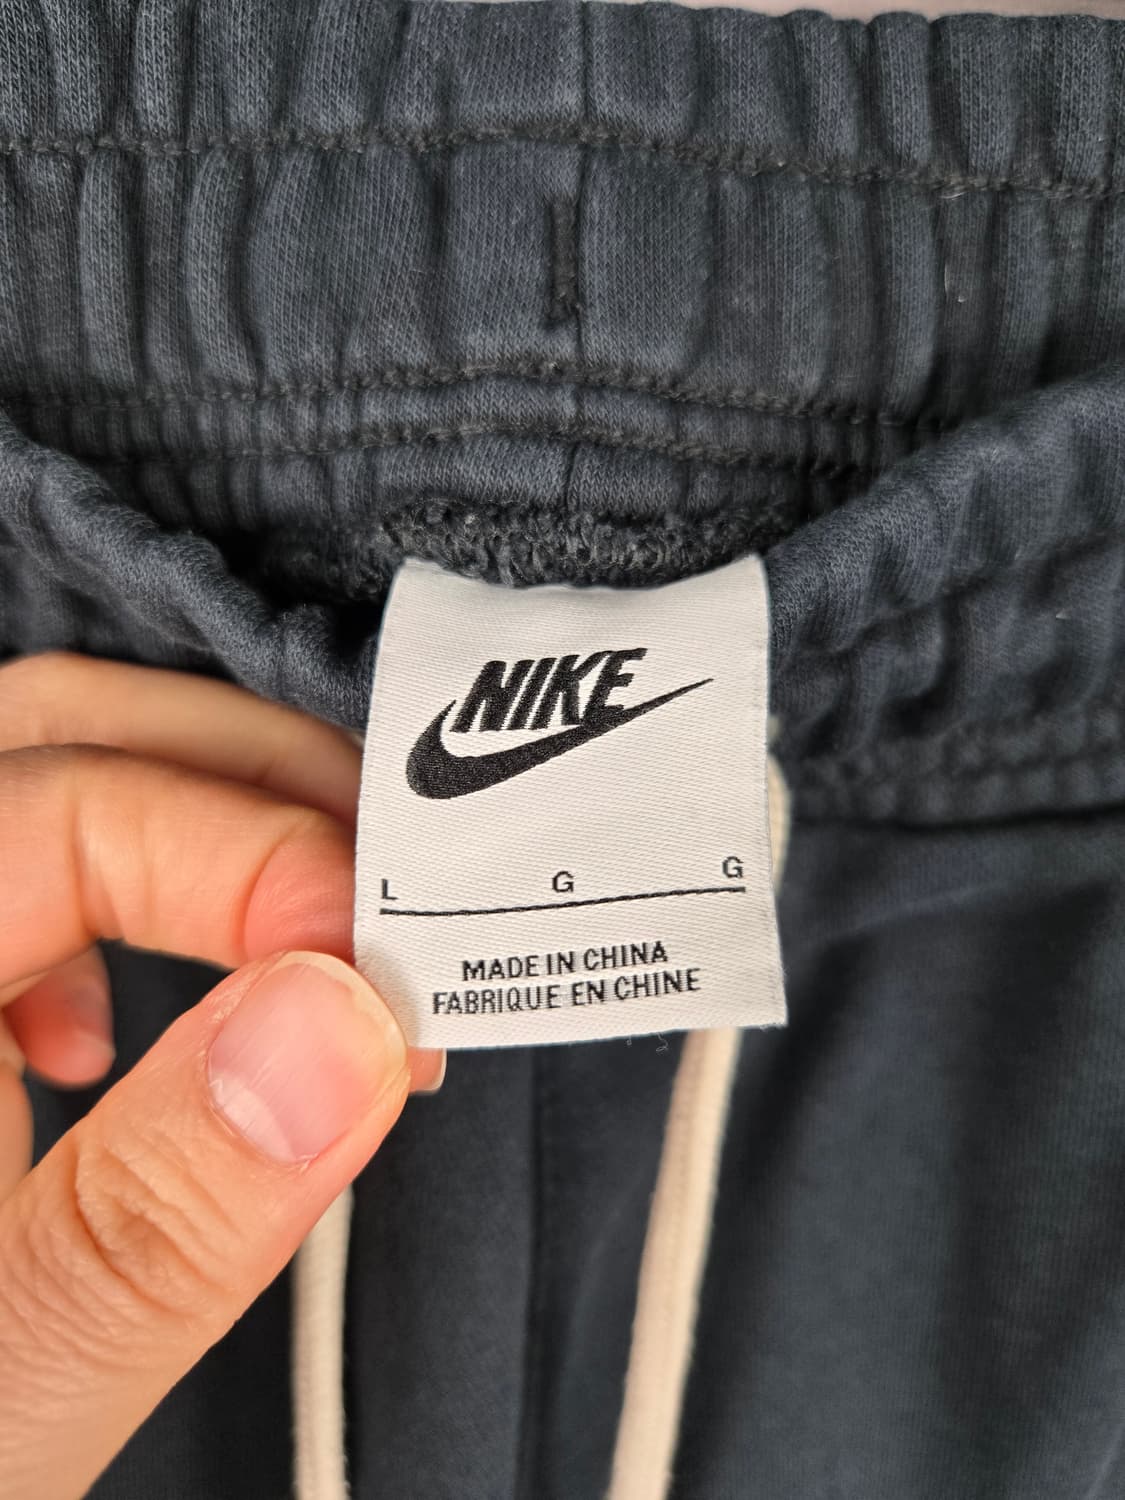 NIKE
L G G
MADE IN CHINA
FABRIQUE EN CHINE